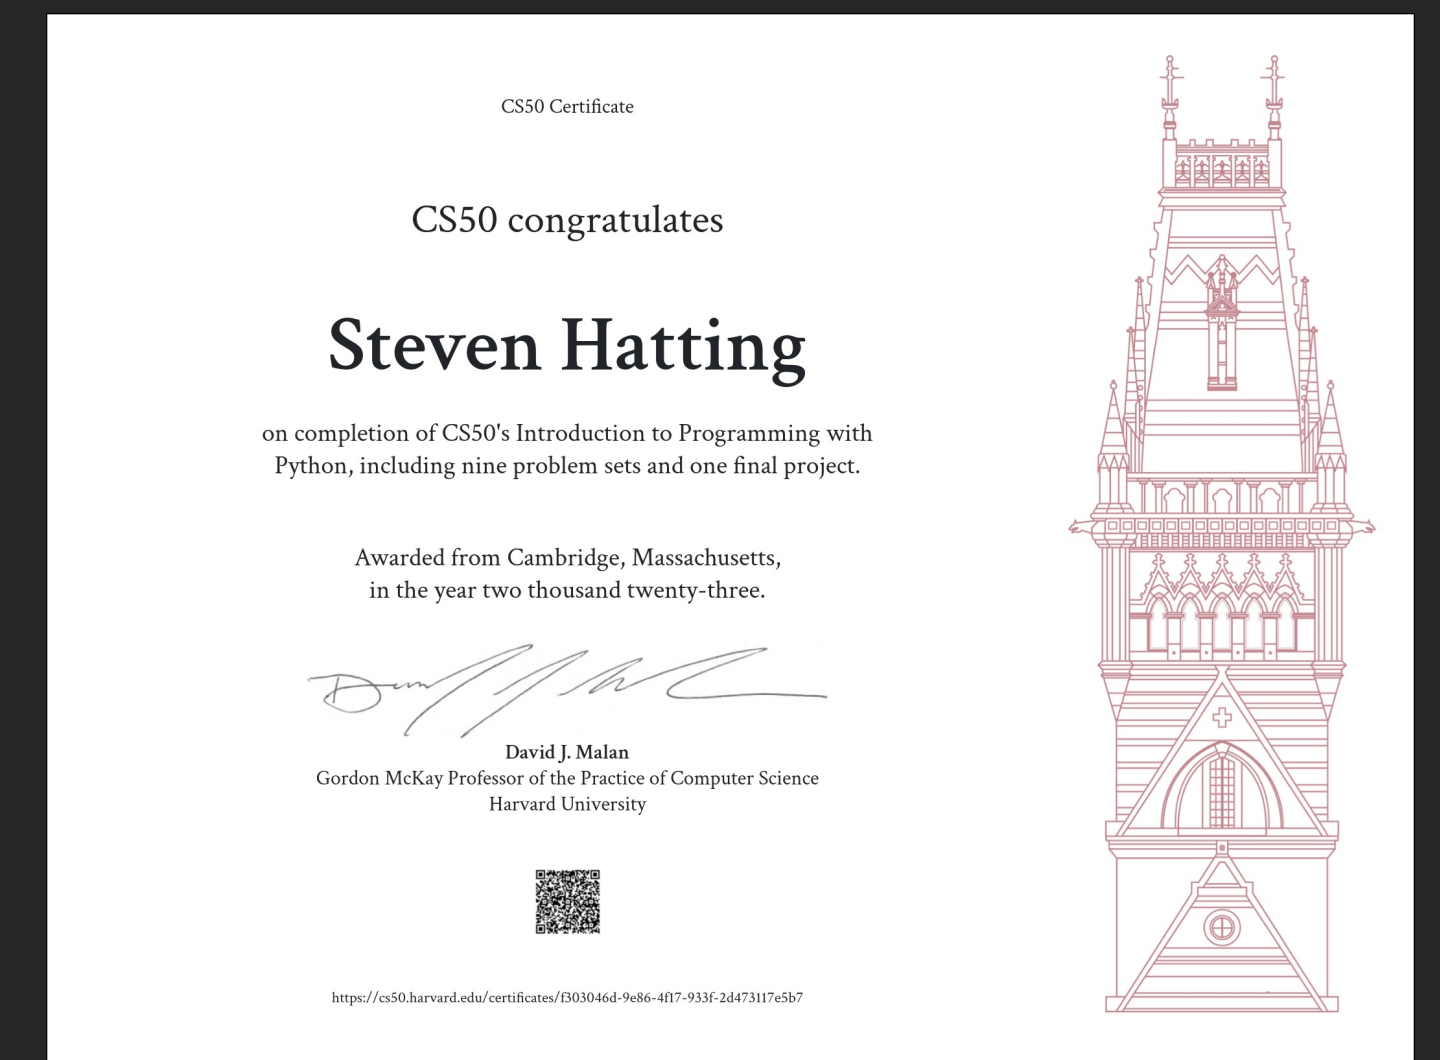 CS50 Certificate
CS50 congratulates
Steven Hatting
on completion of CS50's Introduction to Programming with
Python, including nine problem sets and one final project.
Awarded from Cambridge, Massachusetts,
in the year two thousand twenty-three.
David J. Malan
Gordon McKay Professor of the Practice of Computer Science
Harvard University
https://cs50.harvard.edu/certificates/f303046d-9e86-4f17-933f-2d473117e5b7